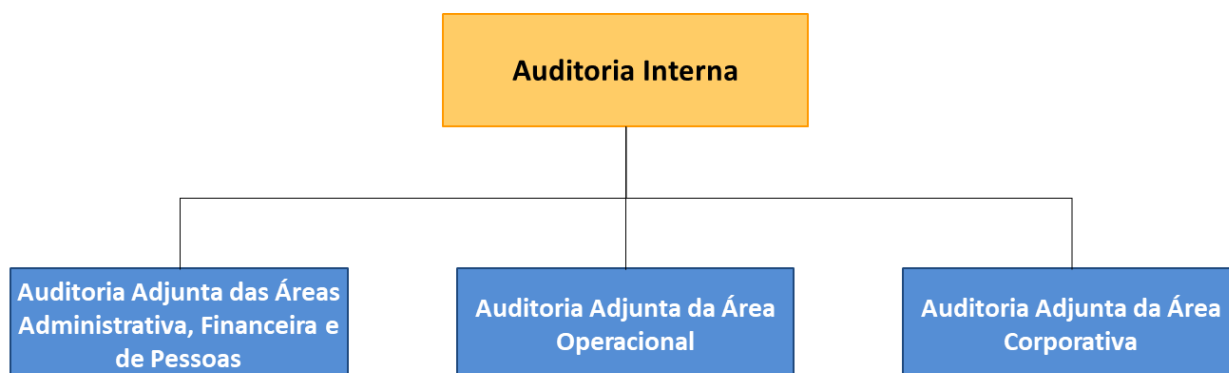 Auditoria Interna
Auditoria Adjunta das Áreas
Administrativa, Financeira e
de Pessoas
Auditoria Adjunta da Área
Operacional
Auditoria Adjunta da Área
Corporativa